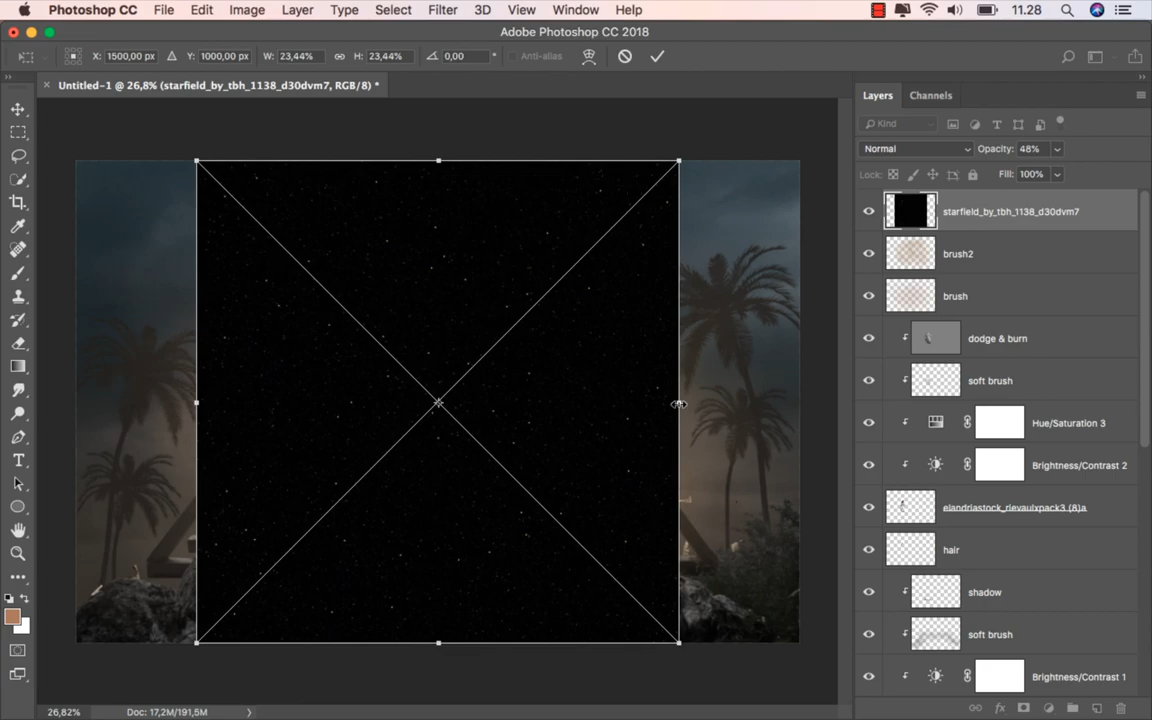 Photoshop CC File Edit Image Layer Type Select Filter 3D View Window Help 11.28
Adobe Photoshop CC 2018
X: 1500,00 px Y: 1000,00 px W: 23,44% H: 23,44% 0,00 ° Anti-alias
Untitled-1 @ 26,8% (starfield_by_tbh_1138_d30dvm7, RGB/8) *
Layers Channels
Kind
Normal Opacity: 48%
Lock: Fill: 100%
starfield_by_tbh_1138_d30dvm7
brush2
brush
dodge & burn
soft brush
Hue/Saturation 3
Brightness/Contrast 2
elandriastock_rievaulxpack3 (8)a
hair
shadow
soft brush
Brightness/Contrast 1
26,82% Doc: 17,2M/191,5M